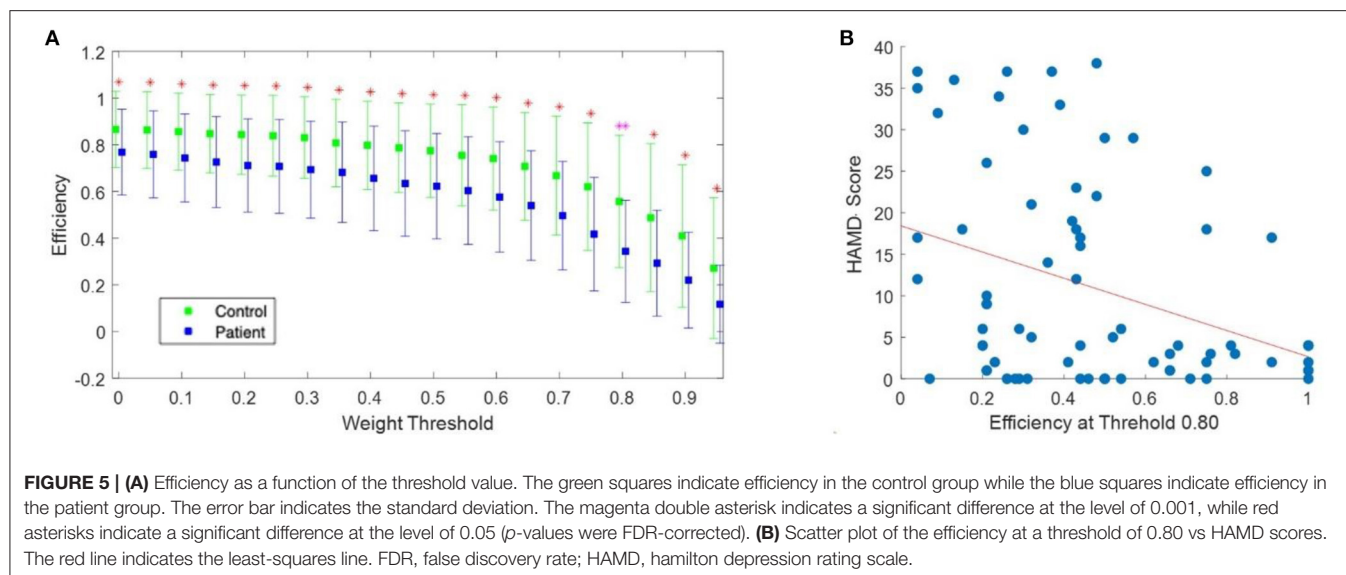 A
B
1.2
1
0.8
0.6
0.4
0.2
0
-0.2
Efficiency
Control
Patient
0 0.1 0.2 0.3 0.4 0.5 0.6 0.7 0.8 0.9
Weight Threshold
40
35
30
25
20
15
10
5
0
HAMD- Score
0 0.2 0.4 0.6 0.8 1
Efficiency at Threhold 0.80
FIGURE 5 | (A) Efficiency as a function of the threshold value. The green squares indicate efficiency in the control group while the blue squares indicate efficiency in
the patient group. The error bar indicates the standard deviation. The magenta double asterisk indicates a significant difference at the level of 0.001, while red
asterisks indicate a significant difference at the level of 0.05 (p-values were FDR-corrected). (B) Scatter plot of the efficiency at a threshold of 0.80 vs HAMD scores.
The red line indicates the least-squares line. FDR, false discovery rate; HAMD, hamilton depression rating scale.